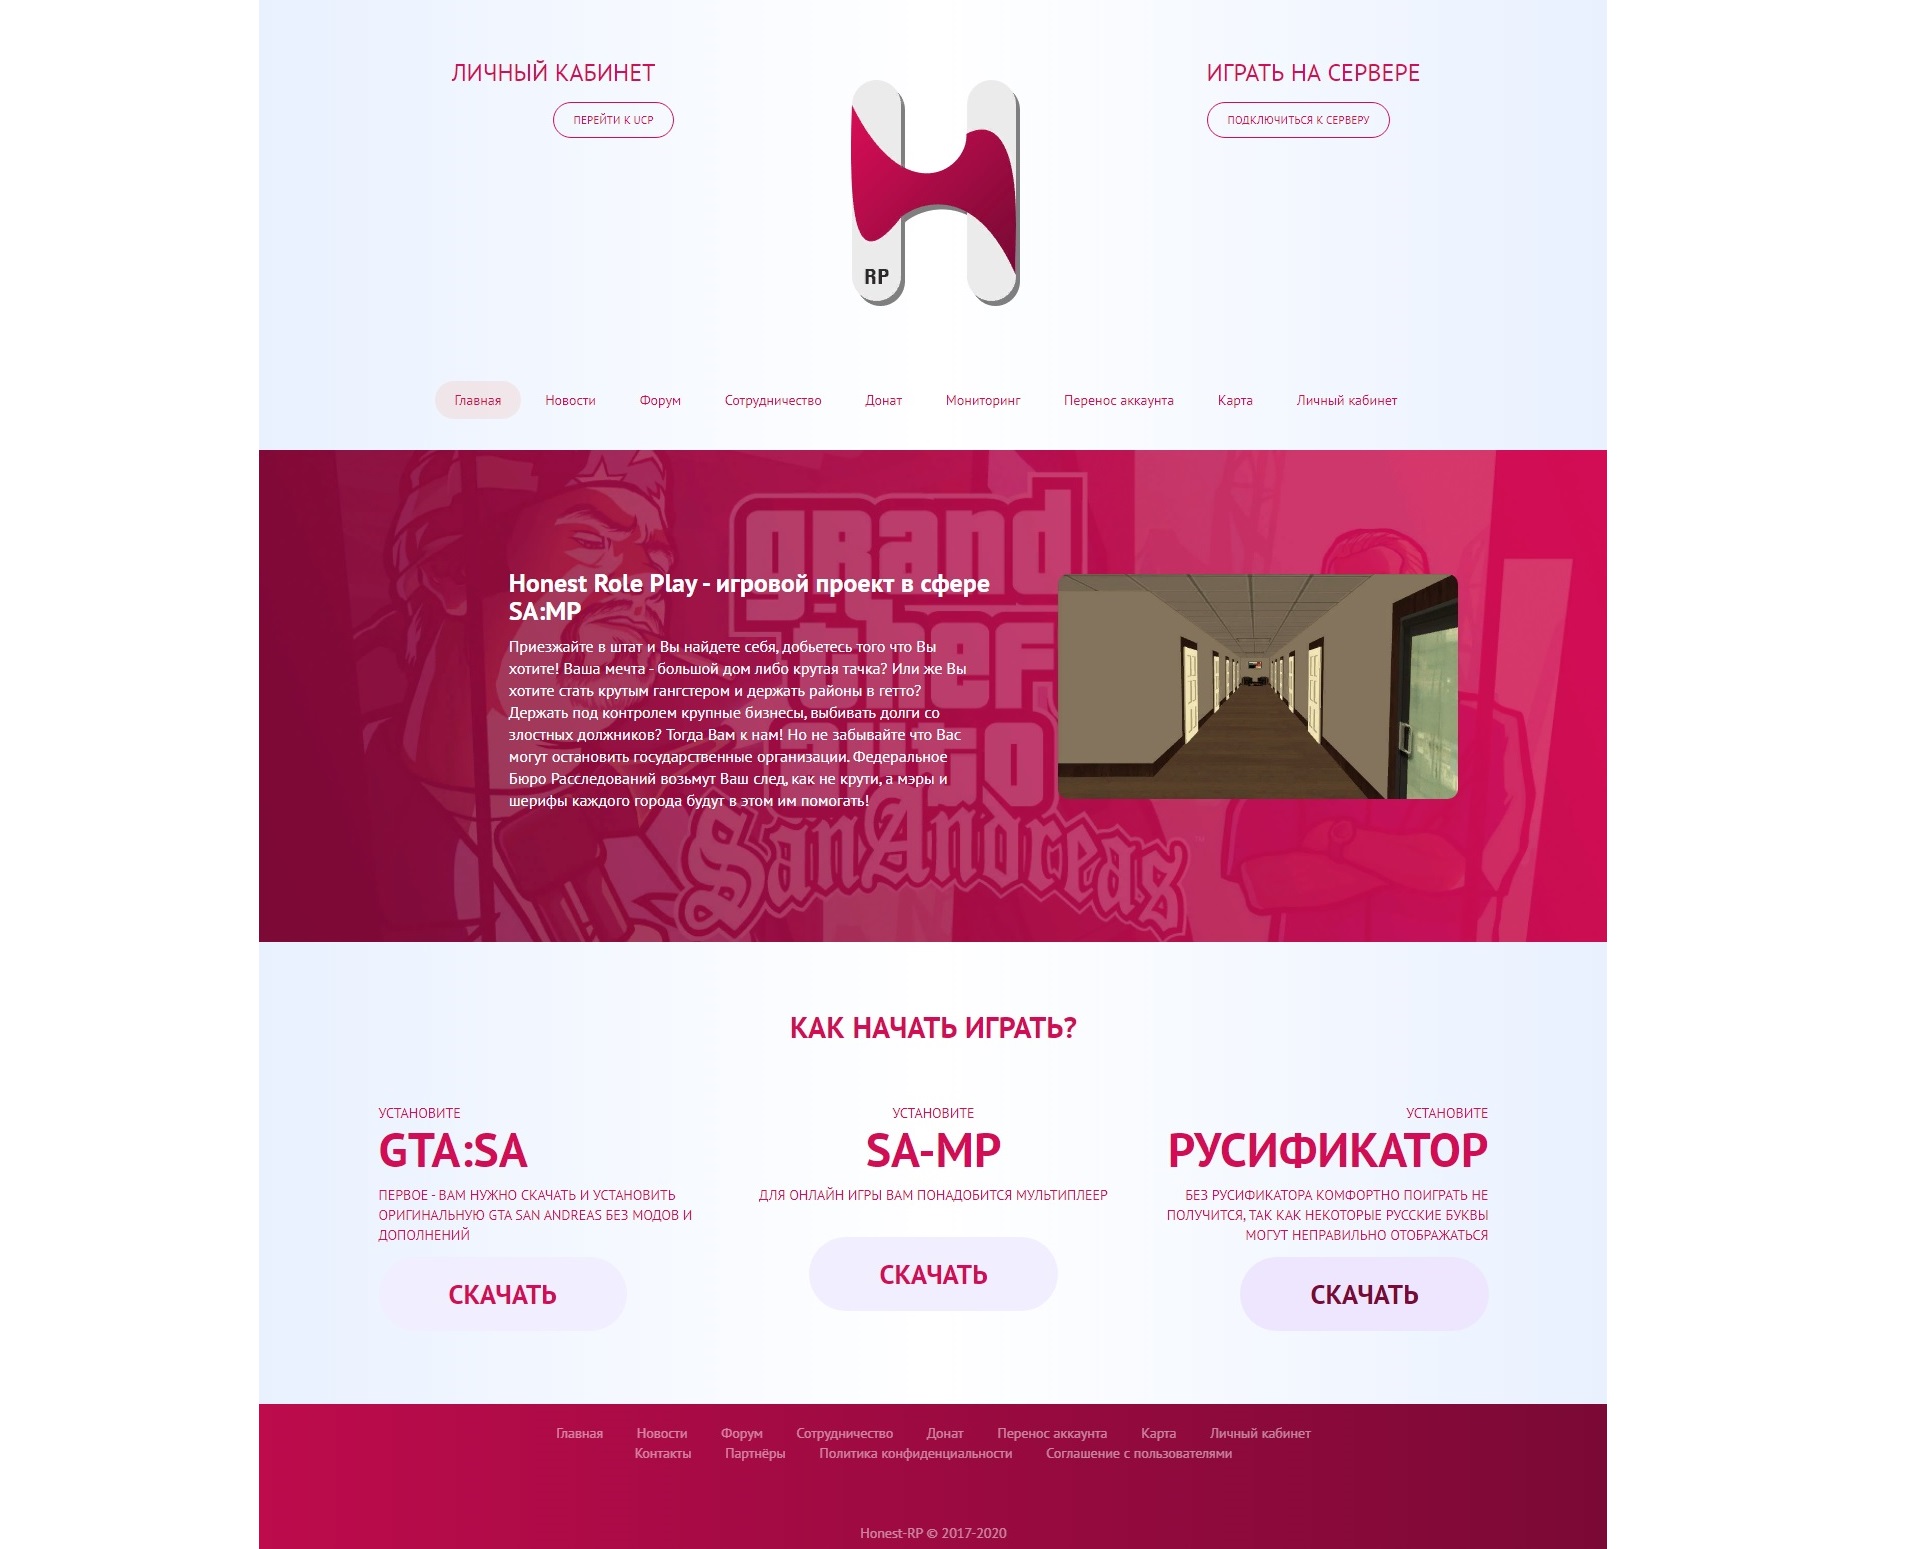 ЛИЧНЫЙ КАБИНЕТ
ПЕРЕЙТИ К UCP
ИГРАТЬ НА СЕРВЕРЕ
ПОДКЛЮЧИТЬСЯ К СЕРВЕРУ
RP
Главная Новости Форум Сотрудничество Донат Мониторинг Перенос аккаунта Карта Личный кабинет
grand
theft
auto
San Andreas
Honest Role Play - игровой проект в сфере
SA:MP
Приезжайте в штат и Вы найдете себя, добьетесь того что Вы
хотите! Ваша мечта - большой дом либо крутая тачка? Или же Вы
хотите стать крутым гангстером и держать районы в гетто?
Держать под контролем крупные бизнесы, выбивать долги со
злостных должников? Тогда Вам к нам! Но не забывайте что Вас
могут остановить государственные организации. Федеральное
Бюро Расследований возьмут Ваш след, как не крути, а мэры и
шерифы каждого города будут в этом им помогать!
КАК НАЧАТЬ ИГРАТЬ?
УСТАНОВИТЕ
GTA:SA
ПЕРВОЕ - ВАМ НУЖНО СКАЧАТЬ И УСТАНОВИТЬ
ОРИГИНАЛЬНУЮ GTA SAN ANDREAS БЕЗ МОДОВ И
ДОПОЛНЕНИЙ
СКАЧАТЬ
УСТАНОВИТЕ
SA-MP
ДЛЯ ОНЛАЙН ИГРЫ ВАМ ПОНАДОБИТСЯ МУЛЬТИПЛЕЕР
СКАЧАТЬ
УСТАНОВИТЕ
РУСИФИКАТОР
БЕЗ РУСИФИКАТОРА КОМФОРТНО ПОИГРАТЬ НЕ
ПОЛУЧИТСЯ, ТАК КАК НЕКОТОРЫЕ РУССКИЕ БУКВЫ
МОГУТ НЕПРАВИЛЬНО ОТОБРАЖАТЬСЯ
СКАЧАТЬ
Главная Новости Форум Сотрудничество Донат Перенос аккаунта Карта Личный кабинет
Контакты Партнёры Политика конфиденциальности Соглашение с пользователями
Honest-RP © 2017-2020